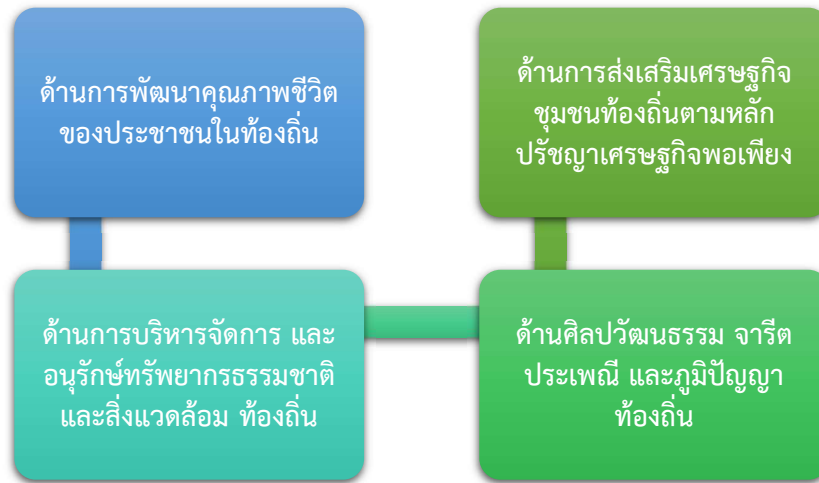 ด้านการพัฒนาคุณภาพชีวิต
ของประชาชนในท้องถิ่น
ด้านการบริหารจัดการ และ
อนุรักษ์ทรัพยากรธรรมชาติ
และสิ่งแวดล้อม ท้องถิ่น
ด้านศิลปวัฒนธรรม จารีต
ประเพณี และภูมิปัญญา
ท้องถิ่น
ด้านการส่งเสริมเศรษฐกิจ
ชุมชนท้องถิ่นตามหลัก
ปรัชญาเศรษฐกิจพอเพียง